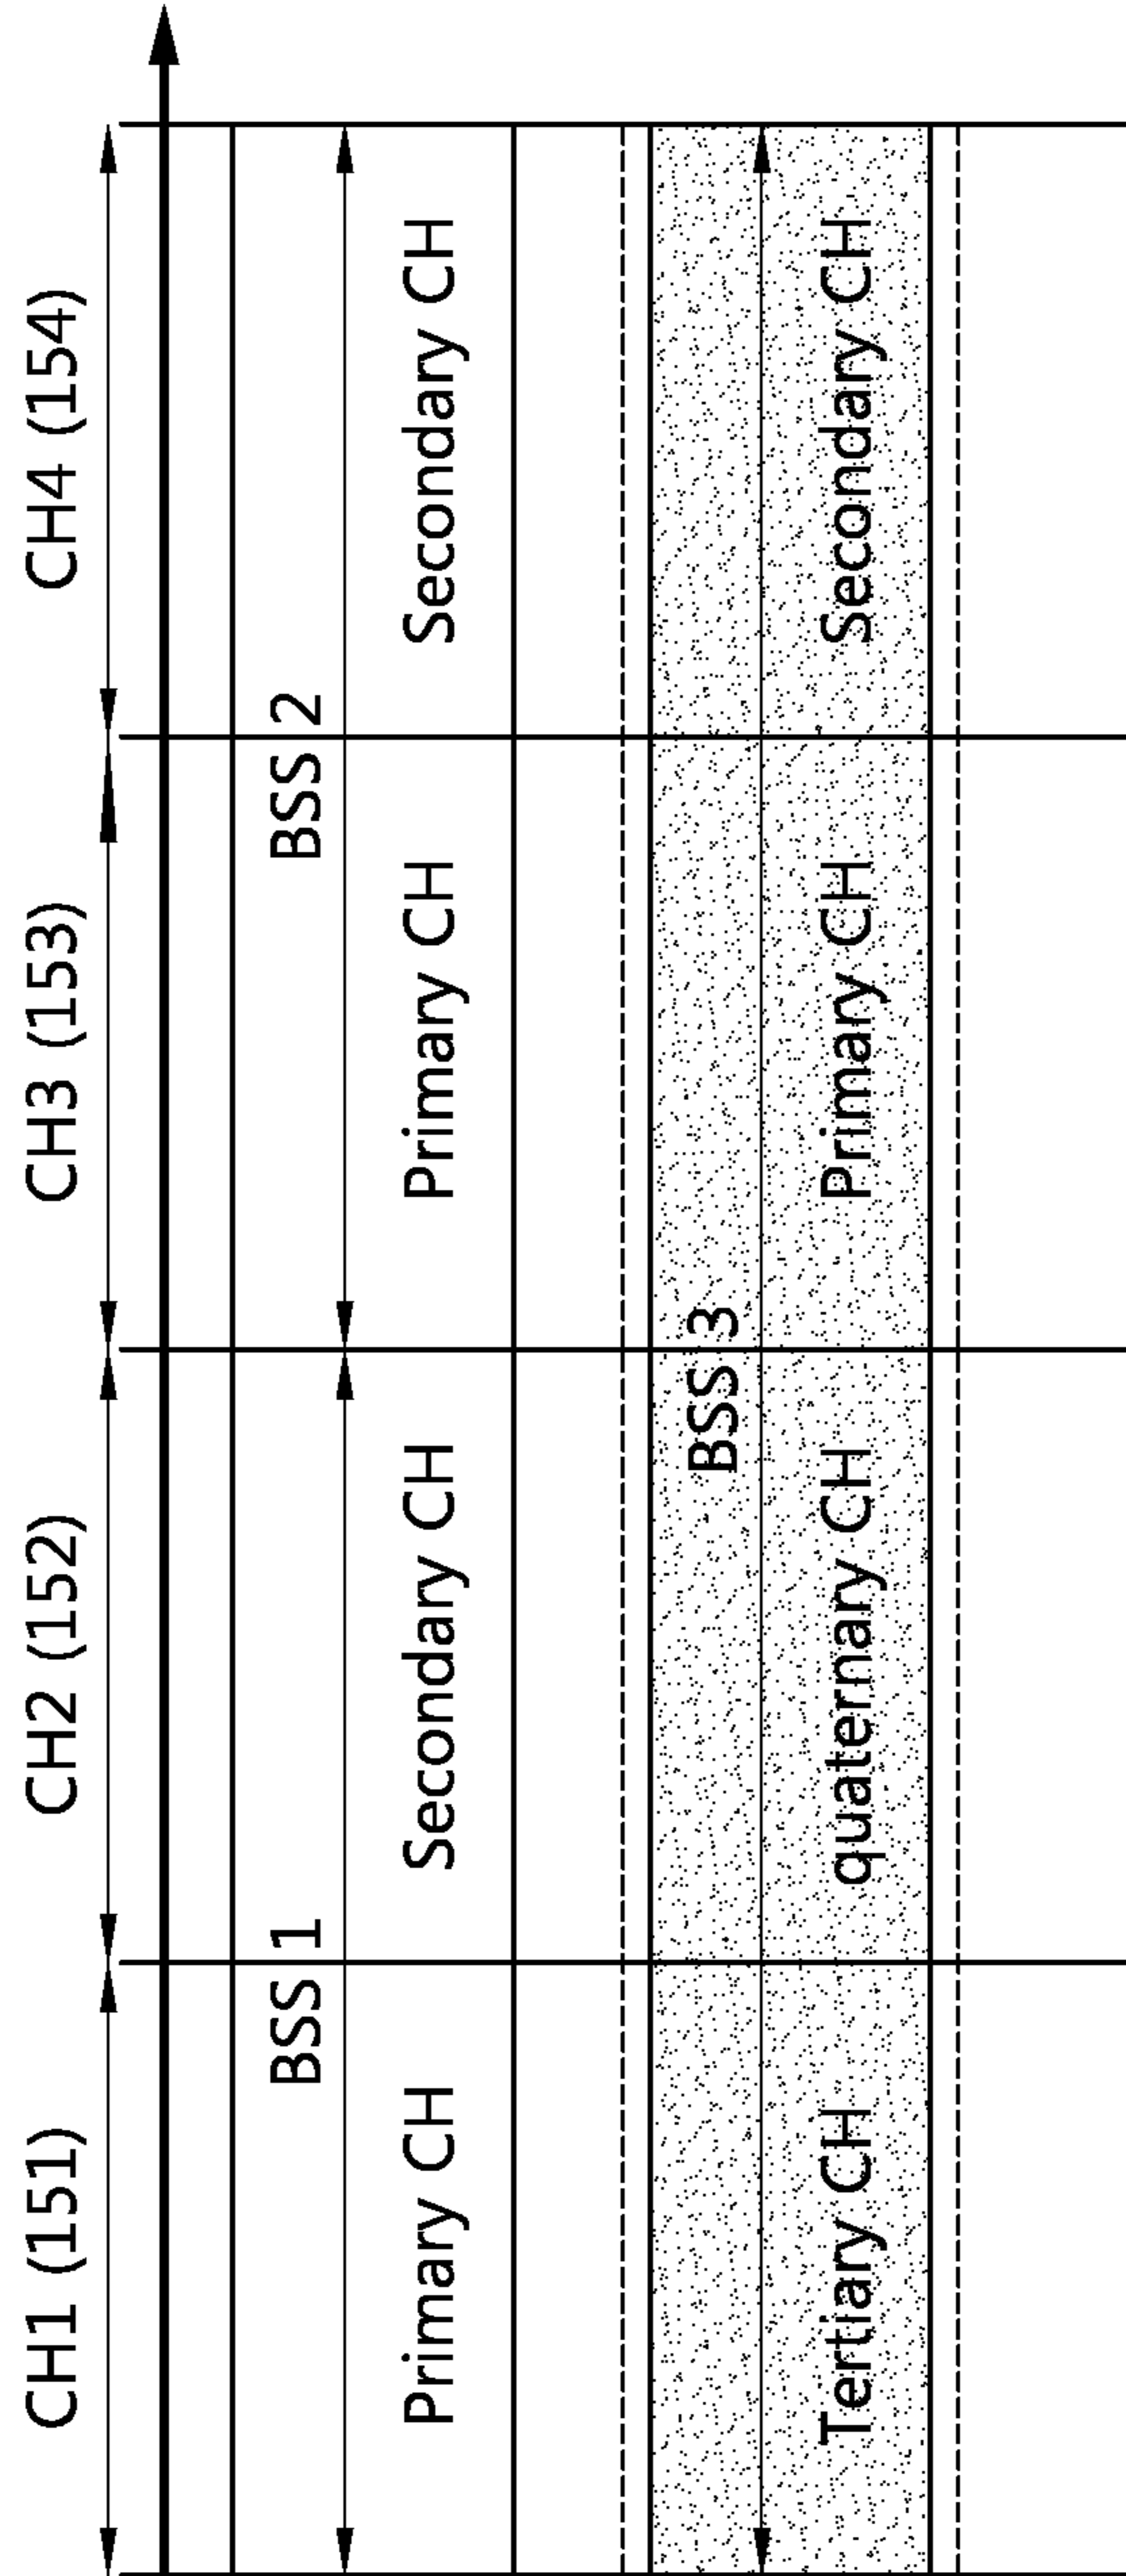 CH1 (151)
CH2 (152)
CH3 (153)
CH4 (154)
BSS 1
BSS 2
Primary CH
Secondary CH
Primary CH
Secondary CH
BSS 3
Tertiary CH
quaternary CH
Primary CH
Secondary CH